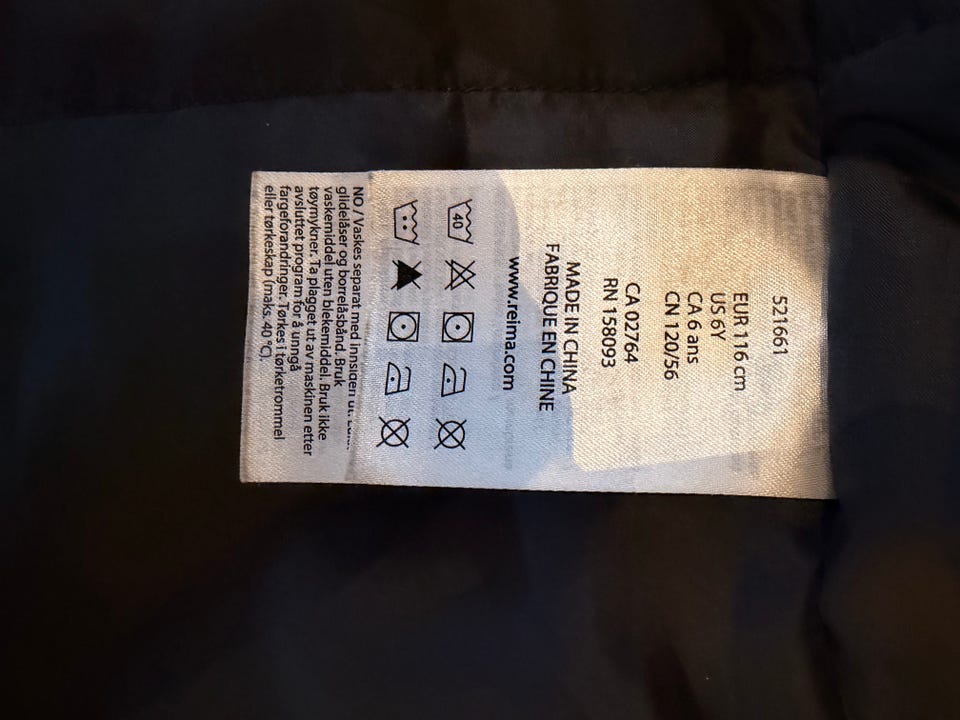 521661
EUR 116 cm
US 6Y
CA 6 ans
CN 120/56
CA 02764
RN 158093
MADE IN CHINA
FABRIQUE EN CHINE
www.reima.com
40
NO / Vaskes separat med innsiden ut.
glidelåser og borrelåsbånd. Bruk
vaskemiddel uten blekemiddel. Bruk ikke
tøymykner. Ta plagget ut av maskinen etter
avsluttet program for å unngå
fargeforandringer. Tørkes i tørketrommel
eller tørkeskap (maks. 40 °C).